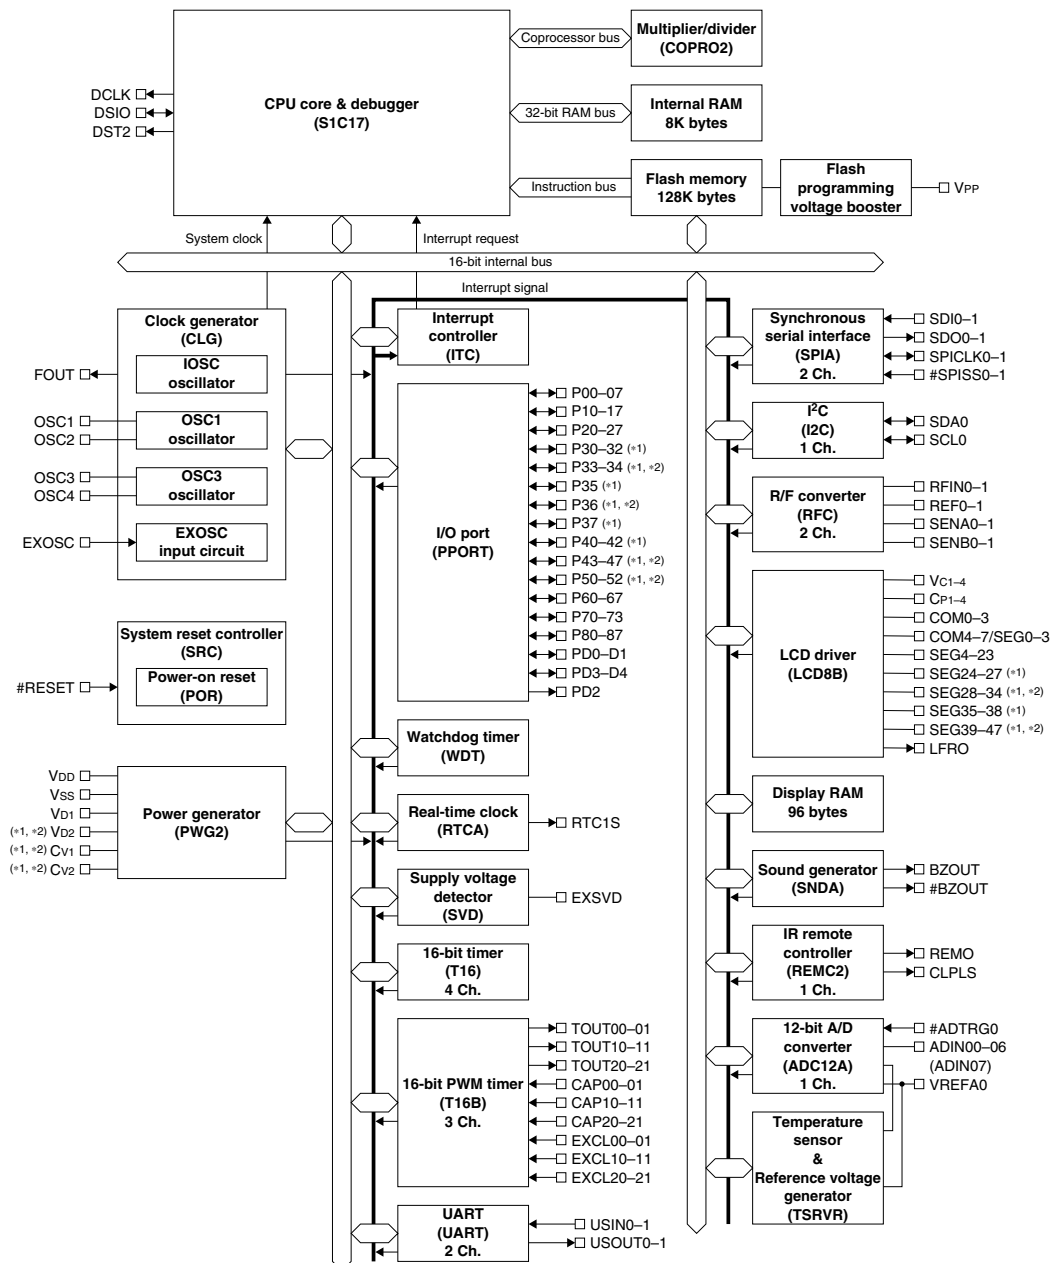 Coprocessor bus
Multiplier/divider
(COPRO2)
DCLK
DSIO
DST2
CPU core & debugger
(S1C17)
32-bit RAM bus
Internal RAM
8K bytes
Instruction bus
Flash memory
128K bytes
Flash
programming
voltage booster
VPP
System clock
Interrupt request
16-bit internal bus
Interrupt signal
Clock generator
(CLG)
IOSC
oscillator
FOUT
OSC1
OSC2
OSC1
oscillator
OSC3
OSC4
OSC3
oscillator
EXOSC
EXOSC
input circuit
System reset controller
(SRC)
#RESET
Power-on reset
(POR)
VDD
VSS
VD1
(*1, *2) VD2
(*1, *2) CV1
(*1, *2) CV2
Power generator
(PWG2)
Interrupt
controller
(ITC)
I/O port
(PPORT)
P00–07
P10–17
P20–27
P30–32 (*1)
P33–34 (*1, *2)
P35 (*1)
P36 (*1, *2)
P37 (*1)
P40–42 (*1)
P43–47 (*1, *2)
P50–52 (*1, *2)
P60–67
P70–73
P80–87
PD0–D1
PD3–D4
PD2
Watchdog timer
(WDT)
Real-time clock
(RTCA)
RTC1S
Supply voltage
detector
(SVD)
EXSVD
16-bit timer
(T16)
4 Ch.
16-bit PWM timer
(T16B)
3 Ch.
TOUT00–01
TOUT10–11
TOUT20–21
CAP00–01
CAP10–11
CAP20–21
EXCL00–01
EXCL10–11
EXCL20–21
UART
(UART)
2 Ch.
USIN0–1
USOUT0–1
Synchronous
serial interface
(SPIA)
2 Ch.
SDI0–1
SDO0–1
SPICLK0–1
#SPISS0–1
I2C
(I2C)
1 Ch.
SDA0
SCL0
R/F converter
(RFC)
2 Ch.
RFIN0–1
REF0–1
SENA0–1
SENB0–1
LCD driver
(LCD8B)
VC1–4
CP1–4
COM0–3
COM4–7/SEG0–3
SEG4–23
SEG24–27 (*1)
SEG28–34 (*1, *2)
SEG35–38 (*1)
SEG39–47 (*1, *2)
LFRO
Display RAM
96 bytes
Sound generator
(SNDA)
BZOUT
#BZOUT
IR remote
controller
(REMC2)
1 Ch.
REMO
CLPLS
12-bit A/D
converter
(ADC12A)
1 Ch.
#ADTRG0
ADIN00–06
(ADIN07)
VREFA0
Temperature
sensor
&
Reference voltage
generator
(TSRVR)